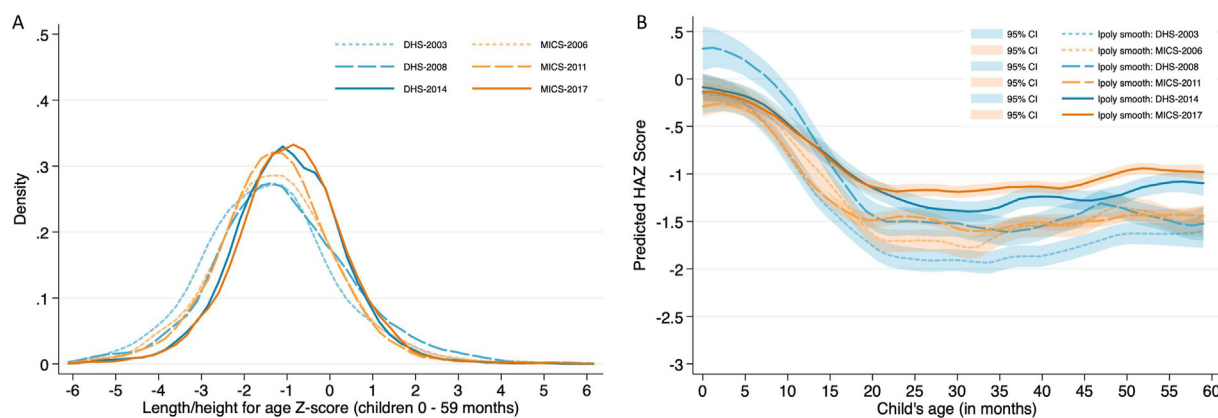 A
.5
.4
.3
.2
.1
0
Density
-6 -5 -4 -3 -2 -1 0 1 2 3 4 5 6
Length/height for age Z-score (children 0 - 59 months)
DHS-2003 MICS-2006
DHS-2008 MICS-2011
DHS-2014 MICS-2017
B
.5
0
-.5
-1
-1.5
-2
-2.5
-3
Predicted HAZ Score
0 5 10 15 20 25 30 35 40 45 50 55 60
Child's age (in months)
95% CI lpoly smooth: DHS-2003
95% CI lpoly smooth: MICS-2006
95% CI lpoly smooth: DHS-2008
95% CI lpoly smooth: MICS-2011
95% CI lpoly smooth: DHS-2014
95% CI lpoly smooth: MICS-2017